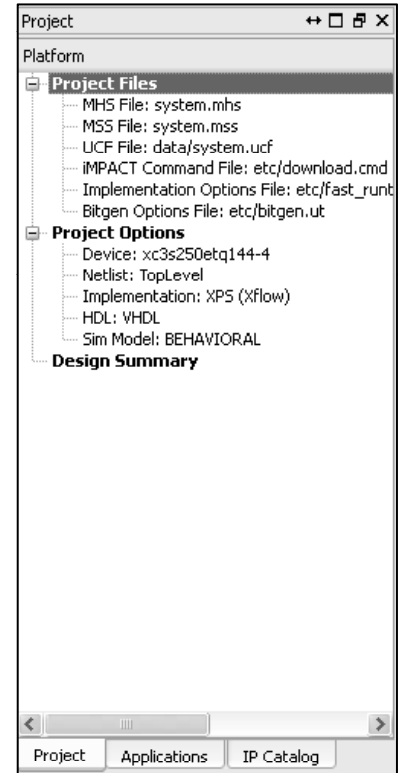 Project
Platform
Project Files
MHS File: system.mhs
MSS File: system.mss
UCF File: data/system.ucf
iMPACT Command File: etc/download.cmd
Implementation Options File: etc/fast_runt
Bitgen Options File: etc/bitgen.ut
Project Options
Device: xc3s250etq144-4
Netlist: TopLevel
Implementation: XPS (Xflow)
HDL: VHDL
Sim Model: BEHAVIORAL
Design Summary
Project Applications IP Catalog